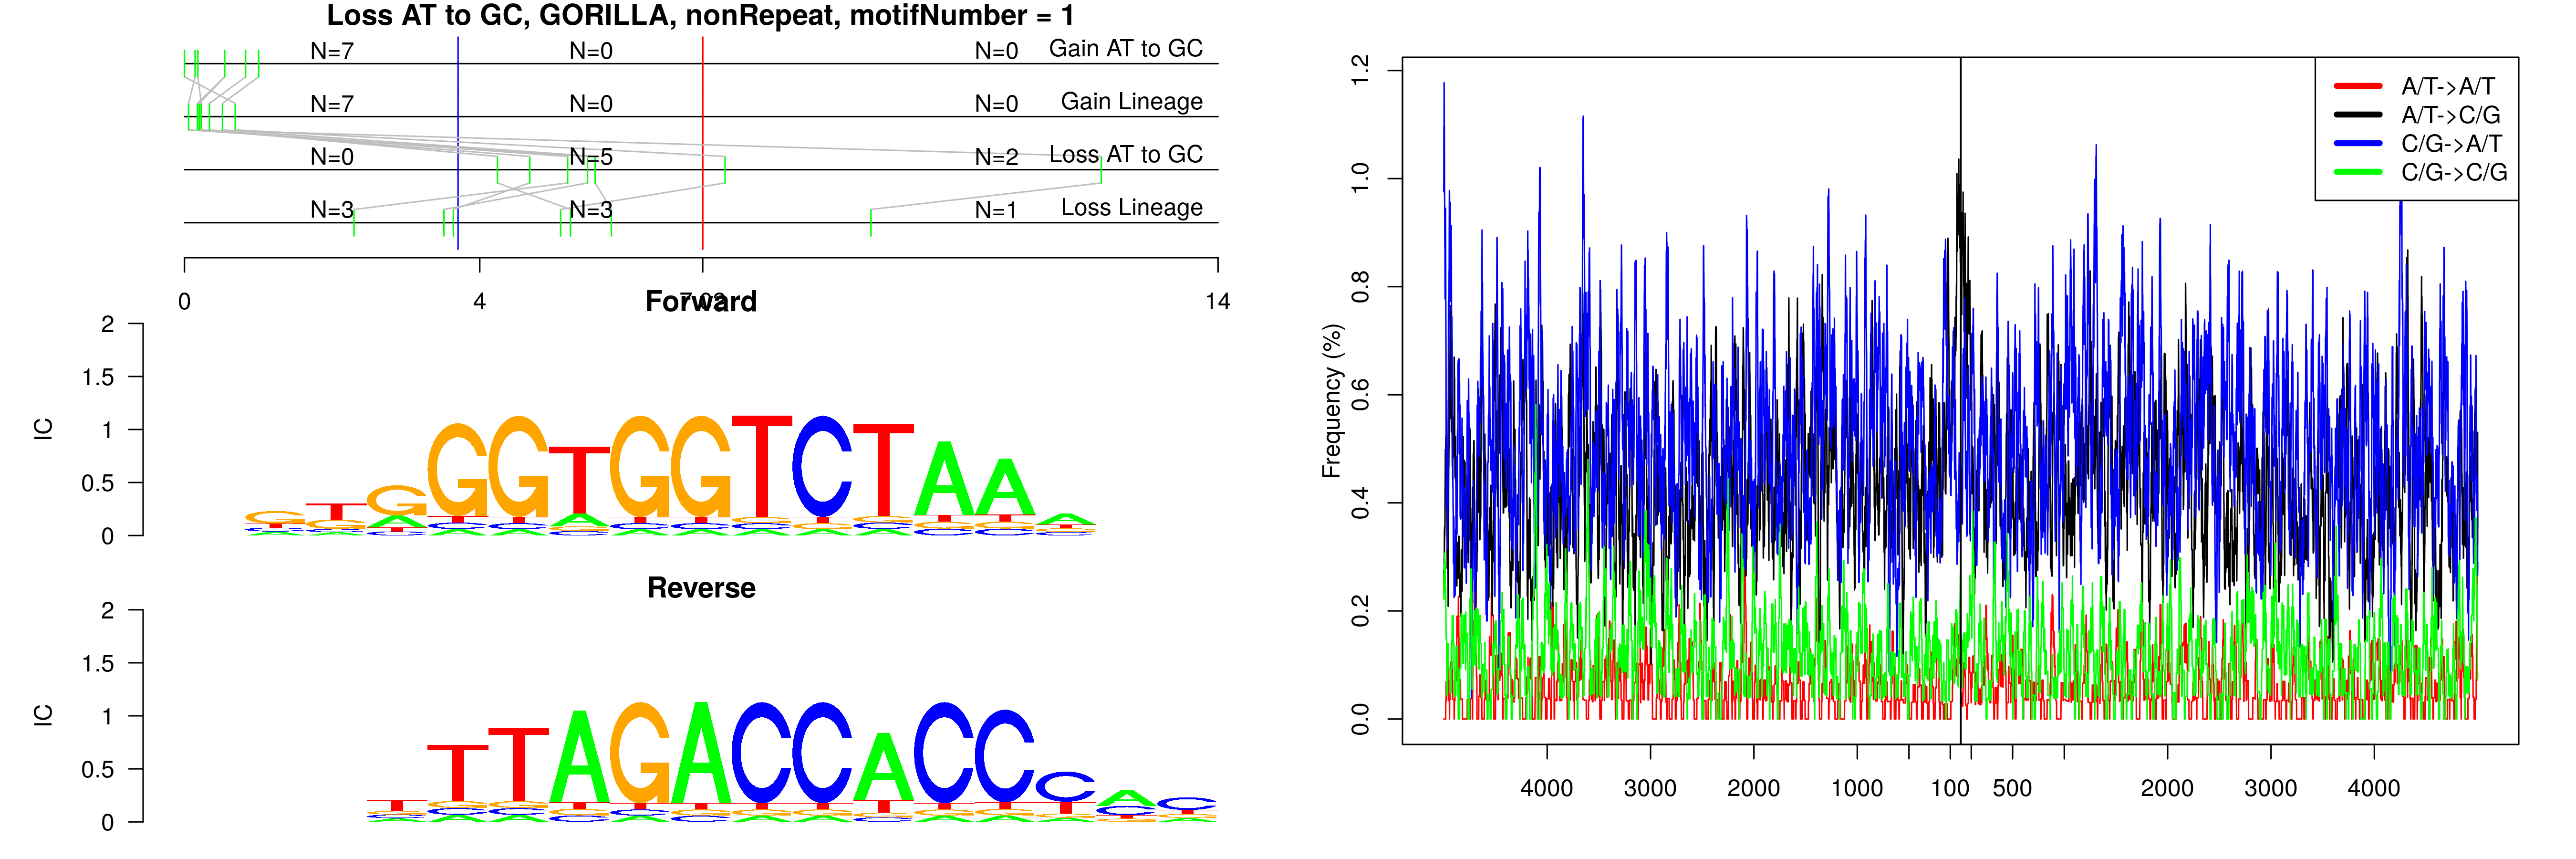 Loss AT to GC, GORILLA, nonRepeat, motifNumber = 1
N=7 N=0 N=0 Gain AT to GC
N=7 N=0 N=0 Gain Lineage
N=0 N=5 N=2 Loss AT to GC
N=3 N=3 N=1 Loss Lineage
0 4 7.02 14
Forward
2
1.5
1
0.5
0
IC
GTGGGTGGTCTAAA
Reverse
2
1.5
1
0.5
0
IC
TTTAGACCACCCAC
1.2
1.0
0.8
0.6
0.4
0.2
0.0
Frequency (%)
A/T->A/T
A/T->C/G
C/G->A/T
C/G->C/G
4000 3000 2000 1000 100 500 2000 3000 4000